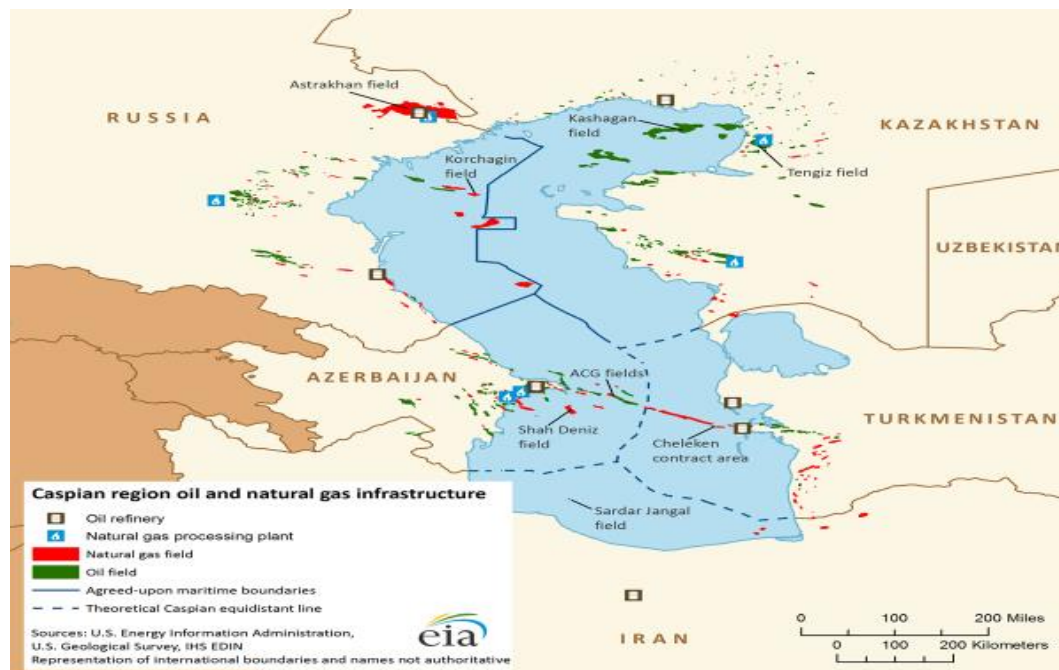 Astrakhan field
RUSSIA
Kashagan
field
KAZAKHSTAN
Korchagin
field
Tengiz field
UZBEKISTAN
AZERBAIJAN
ACG fields
TURKMENISTAN
Shah Deniz
field
Cheleken
contract area
Sardar Jangal
field
IRAN
Caspian region oil and natural gas infrastructure
Oil refinery
Natural gas processing plant
Natural gas field
Oil field
Agreed-upon maritime boundaries
Theoretical Caspian equidistant line
Sources: U.S. Energy Information Administration,
U.S. Geological Survey, IHS EDIN
Representation of international boundaries and names not authoritative
eia
0 100 200 Miles
0 100 200 Kilometers